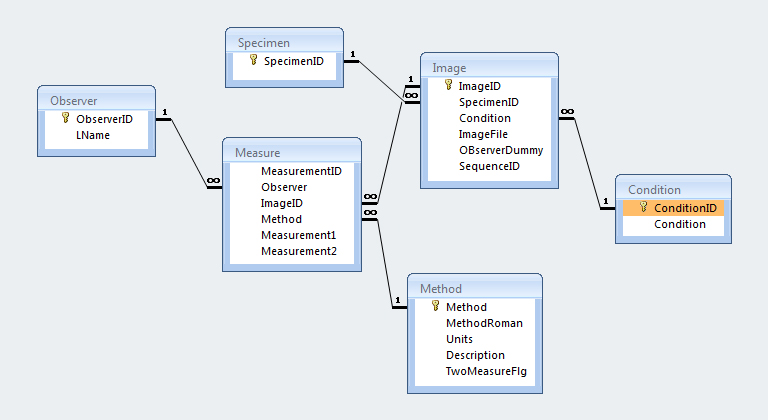 Specimen
SpecimenID
1
Observer
ObserverID
LName
1
Measure
MeasurementID
Observer
ImageID
Method
Measurement1
Measurement2
∞
∞
∞
Image
ImageID
SpecimenID
Condition
ImageFile
OBserverDummy
SequenceID
1
∞
∞
Condition
ConditionID
Condition
1
Method
Method
MethodRoman
Units
Description
TwoMeasureFlg
1